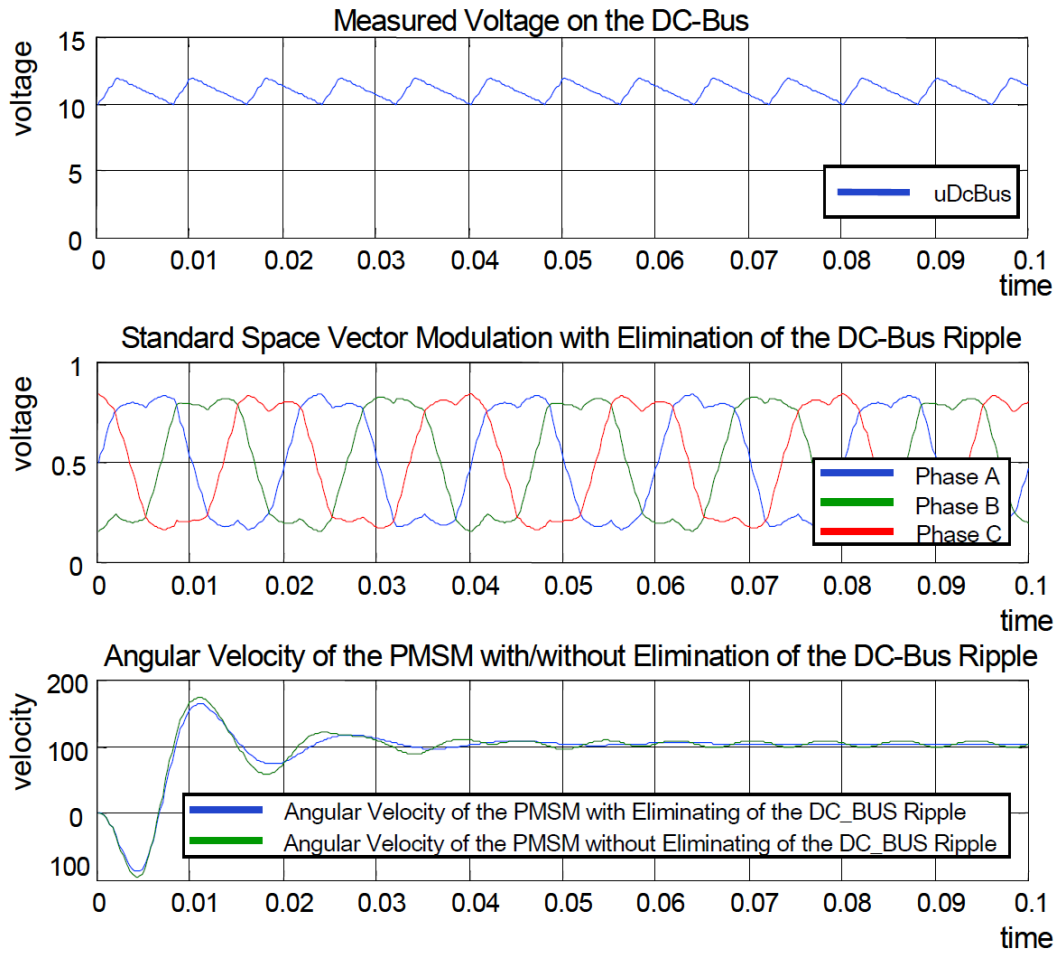 Measured Voltage on the DC-Bus
voltage
15
10
5
0
uDcBus
0 0.01 0.02 0.03 0.04 0.05 0.06 0.07 0.08 0.09 0.1
time
Standard Space Vector Modulation with Elimination of the DC-Bus Ripple
voltage
1
0.5
0
Phase A
Phase B
Phase C
0 0.01 0.02 0.03 0.04 0.05 0.06 0.07 0.08 0.09 0.1
time
Angular Velocity of the PMSM with/without Elimination of the DC-Bus Ripple
velocity
200
100
0
100
Angular Velocity of the PMSM with Eliminating of the DC_BUS Ripple
Angular Velocity of the PMSM without Eliminating of the DC_BUS Ripple
0 0.01 0.02 0.03 0.04 0.05 0.06 0.07 0.08 0.09 0.1
time